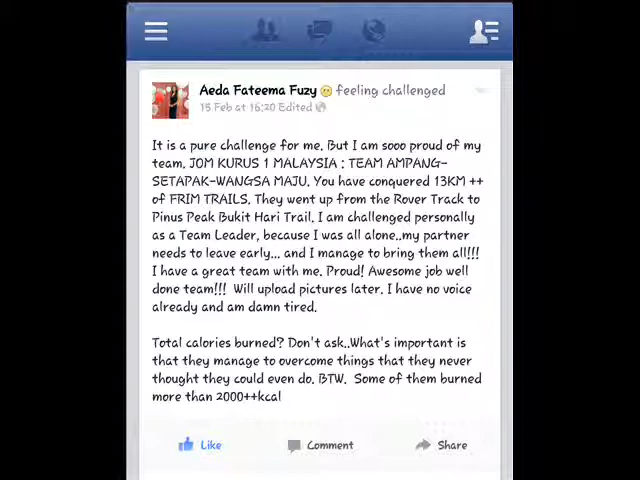 Aeda Fateema Fuzy feeling challenged
15 Feb at 16:20 Edited
It is a pure challenge for me. But I am sooo proud of my
team. JOM KURUS 1 MALAYSIA : TEAM AMPANG-
SETAPAK-WANGSA MAJU. You have conquered 13KM ++
of FRIM TRAILS. They went up from the Rover Track to
Pinus Peak Bukit Hari Trail. I am challenged personally
as a Team Leader, because I was all alone..my partner
needs to leave early... and I manage to bring them all!!!
I have a great team with me. Proud! Awesome job well
done team!!! Will upload pictures later. I have no voice
already and am damn tired.
Total calories burned? Don't ask..What's important is
that they manage to overcome things that they never
thought they could even do. BTW. Some of them burned
more than 2000++kcal
Like Comment Share